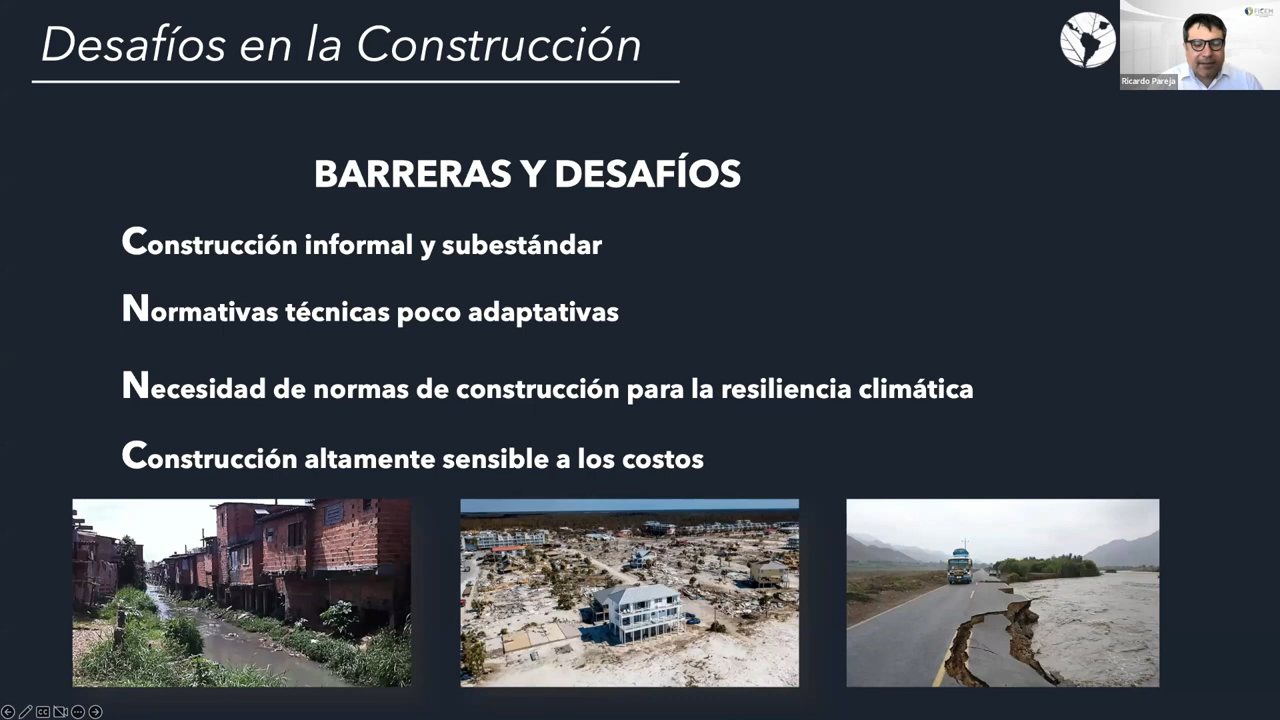 Desafíos en la Construcción
FICEM
Ricardo Pareja
BARRERAS Y DESAFÍOS
Construcción informal y subestándar
Normativas técnicas poco adaptativas
Necesidad de normas de construcción para la resiliencia climática
Construcción altamente sensible a los costos